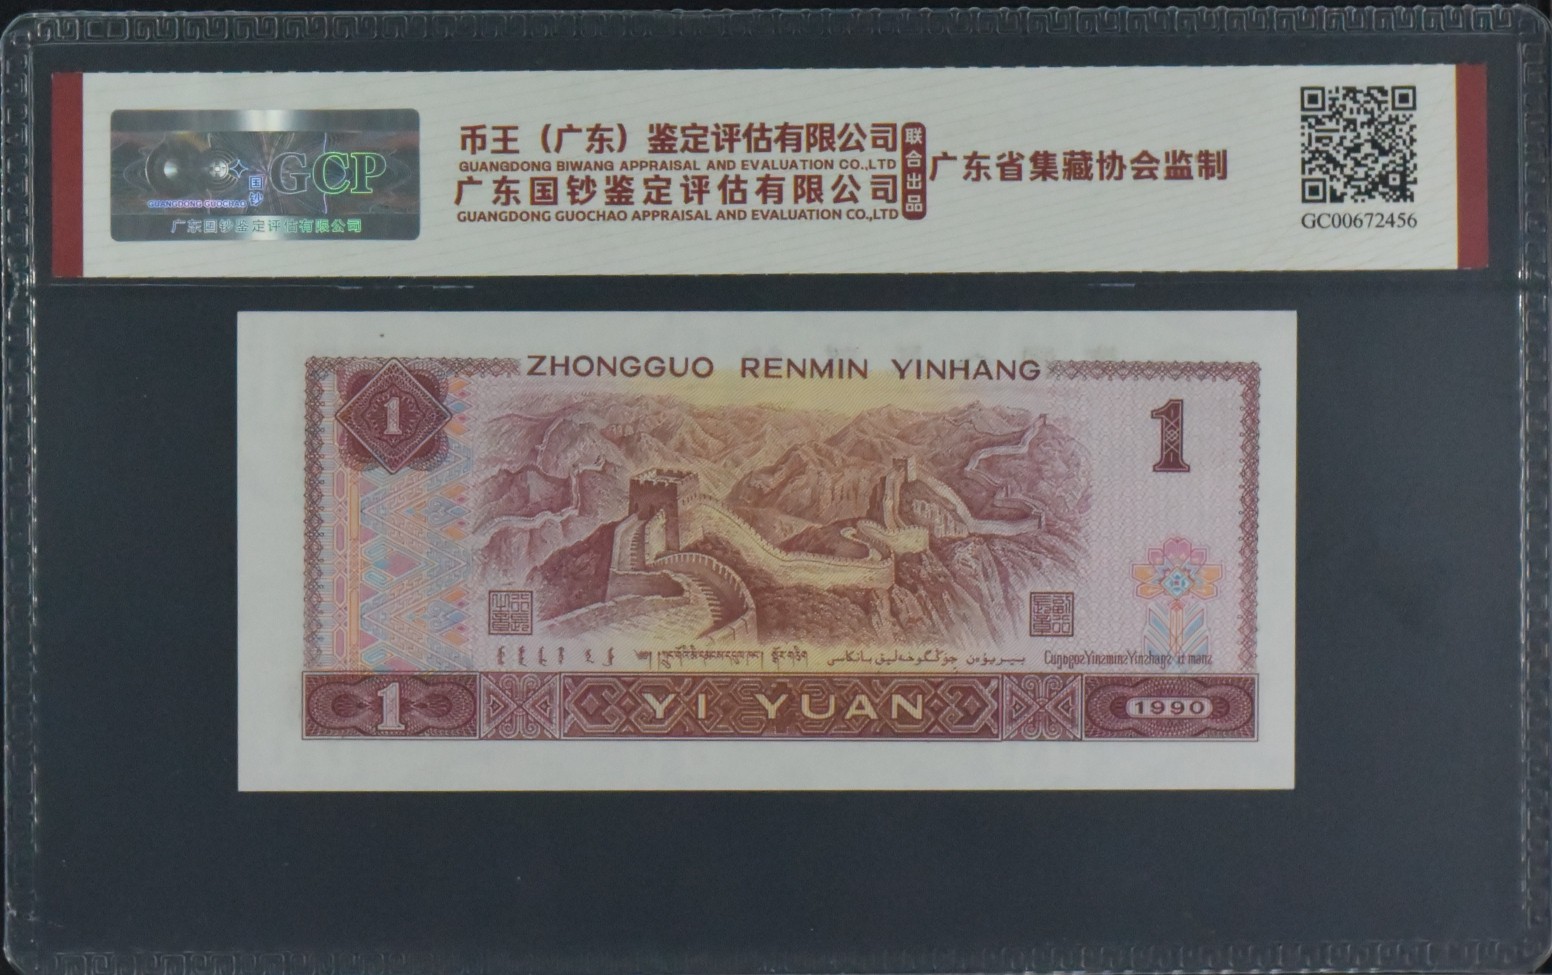 GCP
国钞
GUANGDONG GUOCHAO
广东国钞鉴定评估有限公司
币王（广东）鉴定评估有限公司
GUANGDONG BIWANG APPRAISAL AND EVALUATION CO.,LTD
广东国钞鉴定评估有限公司
GUANGDONG GUOCHAO APPRAISAL AND EVALUATION CO.,LTD
联合出品
广东省集藏协会监制
GC00672456
ZHONGGUO RENMIN YINHANG
1
1
YinzminzYinzhangz it manz
1
YI YUAN
1990